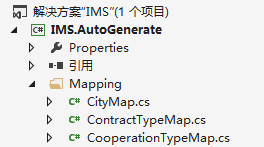 解决方案"IMS"(1 个项目)
C# IMS.AutoGenerate
Properties
引用
Mapping
C# CityMap.cs
C# ContractTypeMap.cs
C# CooperationTypeMap.cs